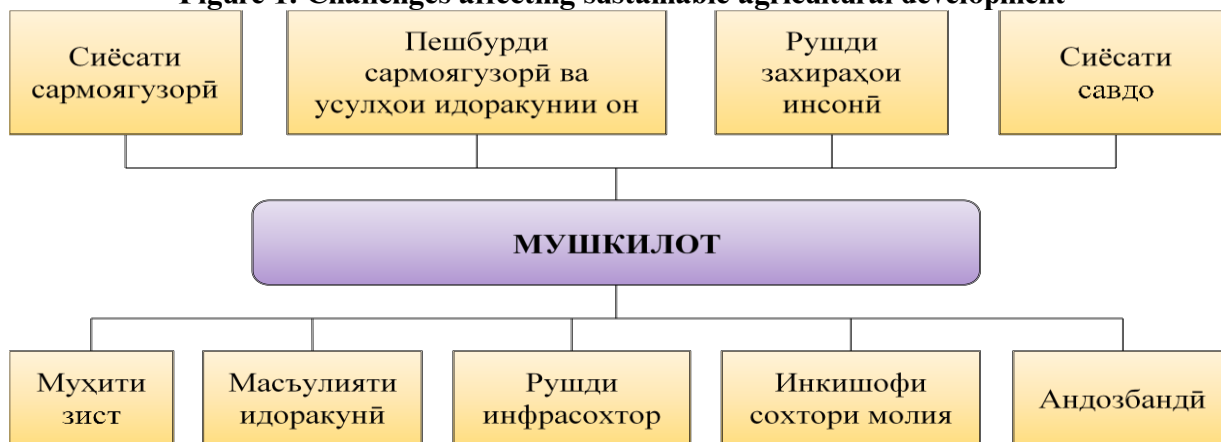 Figure 1. Challenges affecting sustainable agricultural development
Сиёсати
сармоягузорӣ
Пешбурди
сармоягузорӣ ва
усулҳои идоракунии он
Рушди
захираҳои
инсонӣ
Сиёсати
савдо
МУШКИЛОТ
Муҳити
зист
Масъулияти
идоракунӣ
Рушди
инфрасохтор
Инкишофи
сохтори молия
Андозбандӣ